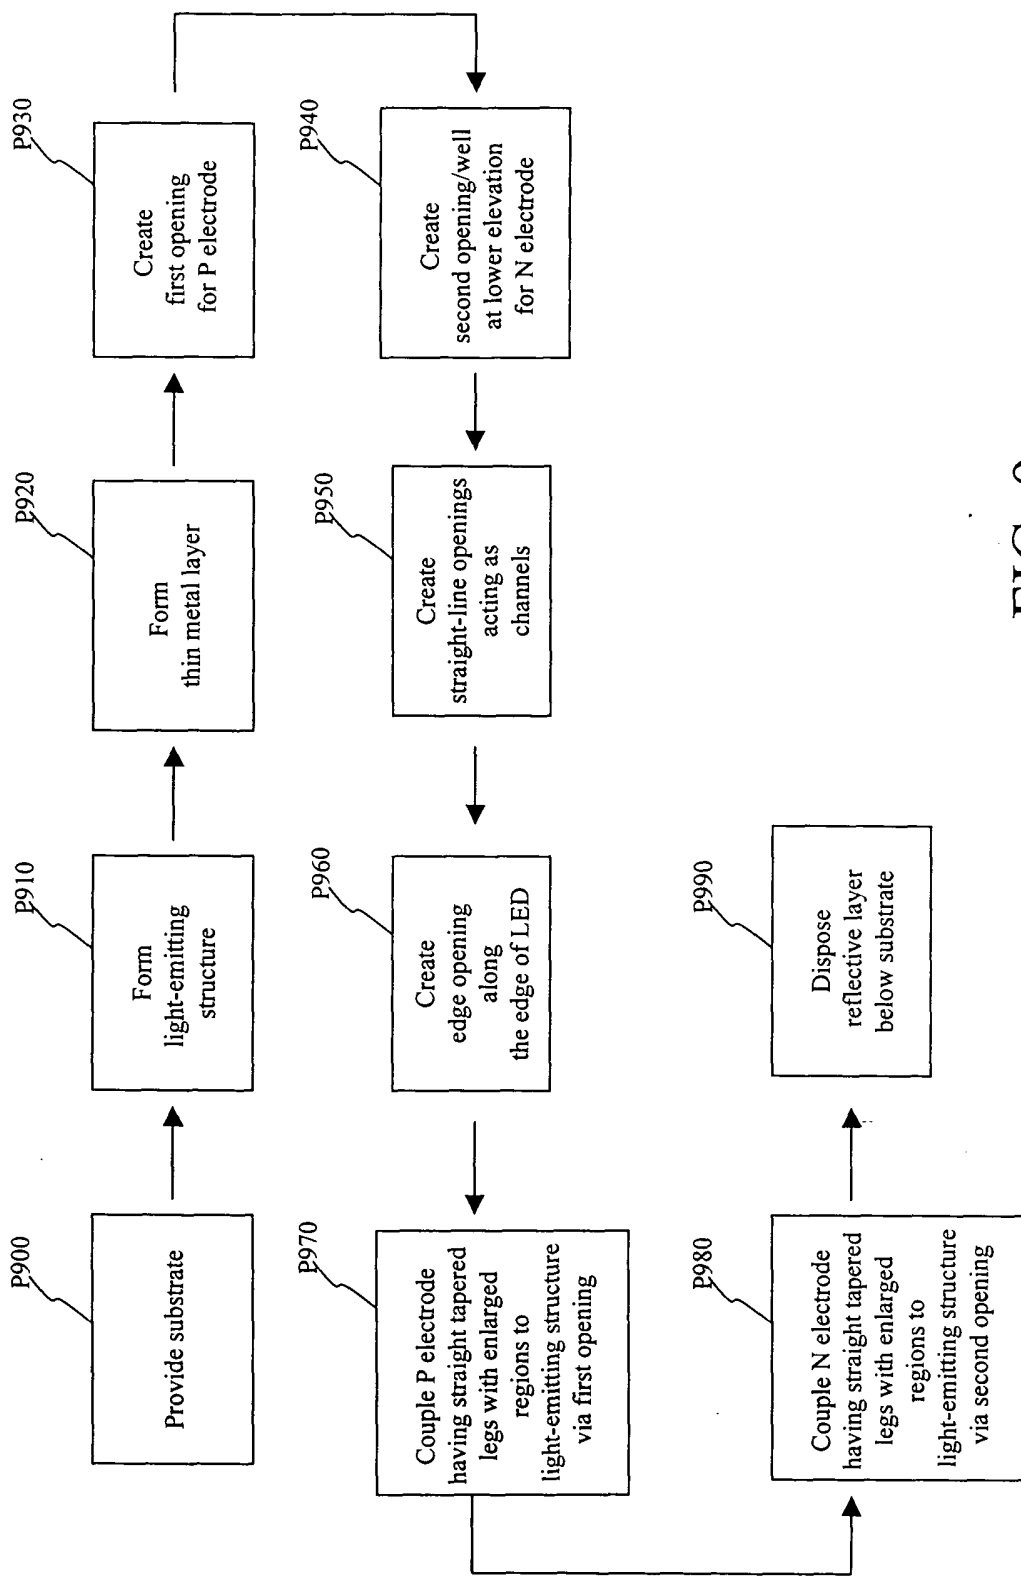 P900
Provide substrate
P910
Form
light-emitting
structure
P920
Form
thin metal layer
P930
Create
first opening
for P electrode
P940
Create
second opening/well
at lower elevation
for N electrode
P950
Create
straight-line openings
acting as
channels
P960
Create
edge opening
along
the edge of LED
P970
Couple P electrode
having straight tapered
legs with enlarged
regions to
light-emitting structure
via first opening
P980
Couple N electrode
having straight tapered
legs with enlarged
regions to
light-emitting structure
via second opening
P990
Dispose
reflective layer
below substrate
FIG.